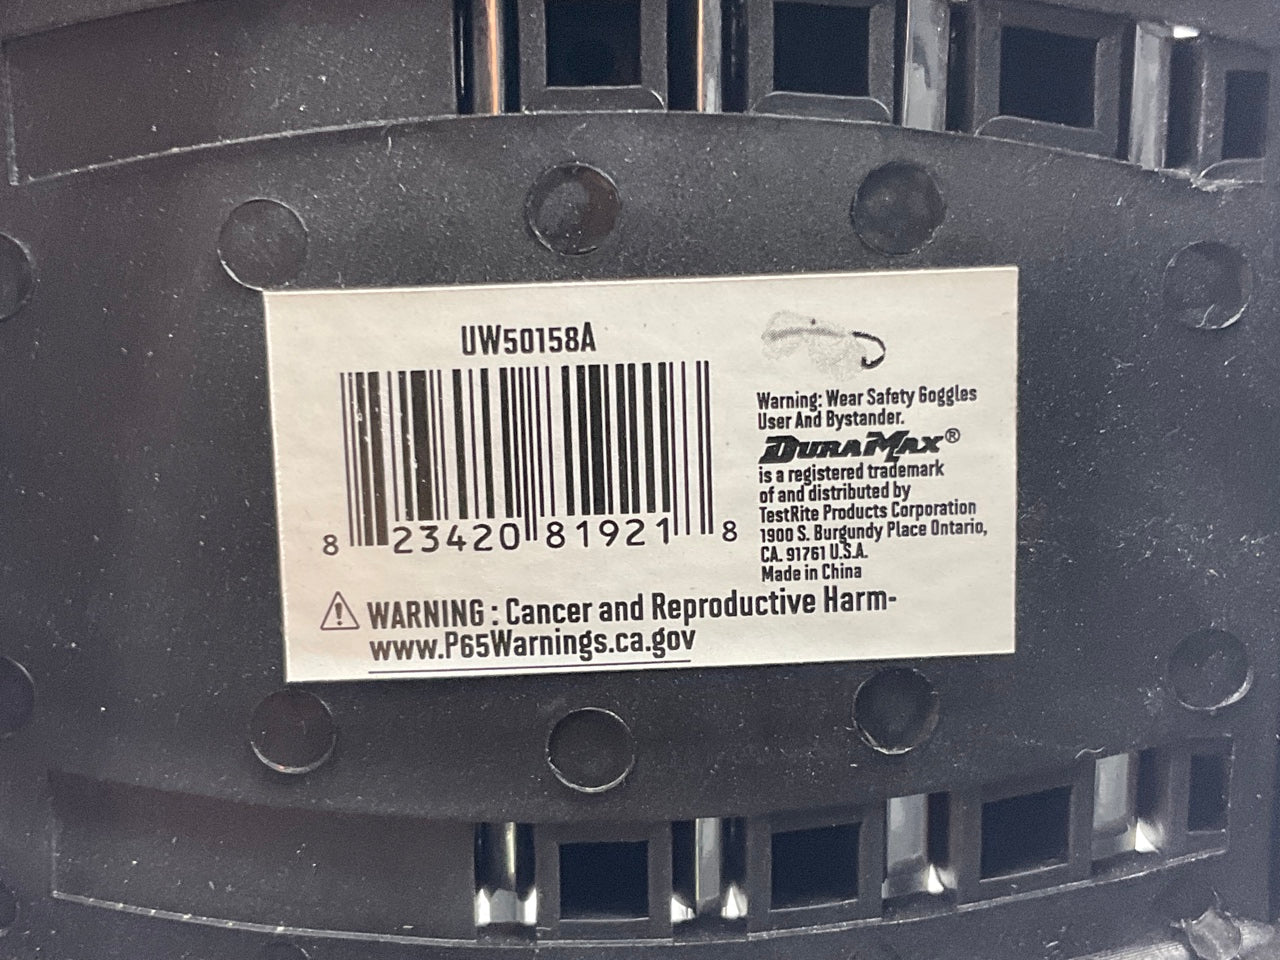 UW50158A
8 23420 81921 8
Warning: Wear Safety Goggles
User And Bystander.
DURAMAX®
is a registered trademark
of and distributed by
TestRite Products Corporation
1900 S. Burgundy Place Ontario,
CA. 91761 U.S.A.
Made in China
WARNING : Cancer and Reproductive Harm-
www.P65Warnings.ca.gov